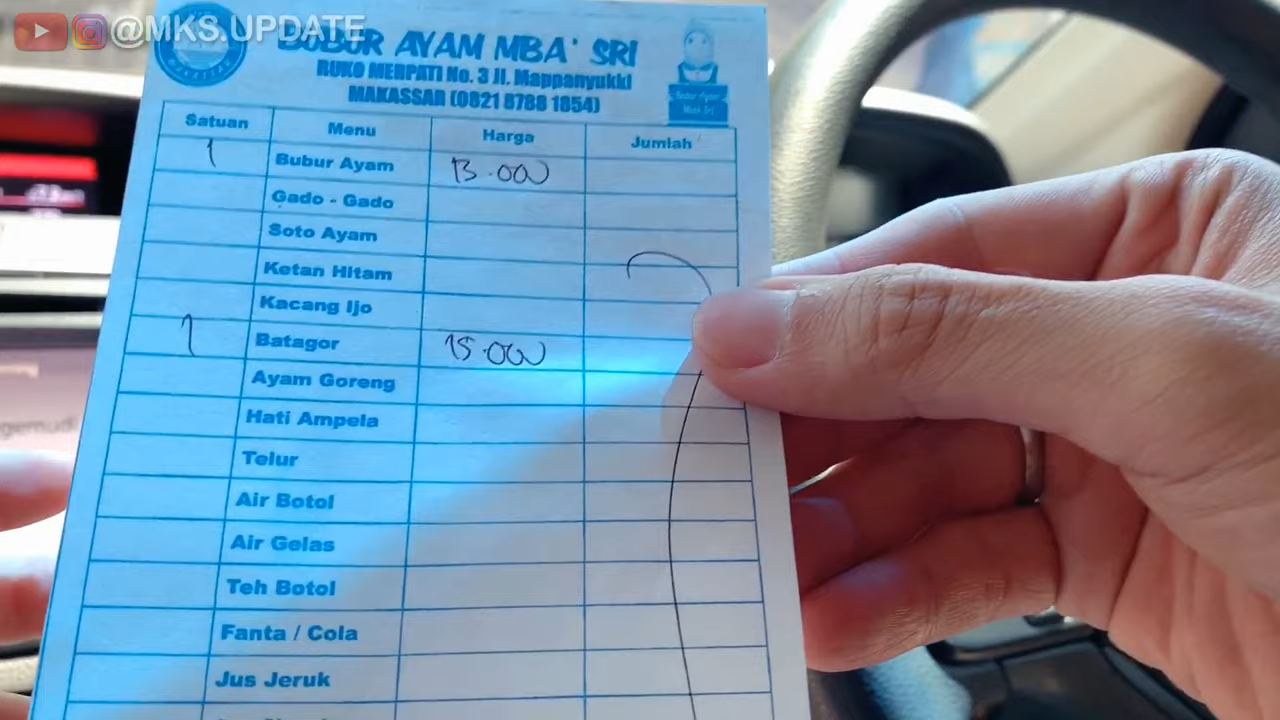 @MKS.UPDATE
BUBUR AYAM MBA' SRI
RUKO MERPATI No. 3 Jl. Mappanyukki
MAKASSAR (0821 8788 1854)
Satuan Menu Harga Jumlah
1 Bubur Ayam 13.000
Gado - Gado
Soto Ayam
Ketan Hitam
Kacang Ijo
1 Batagor 15.000
Ayam Goreng
Hati Ampela
Telur
Air Botol
Air Gelas
Teh Botol
Fanta / Cola
Jus Jeruk